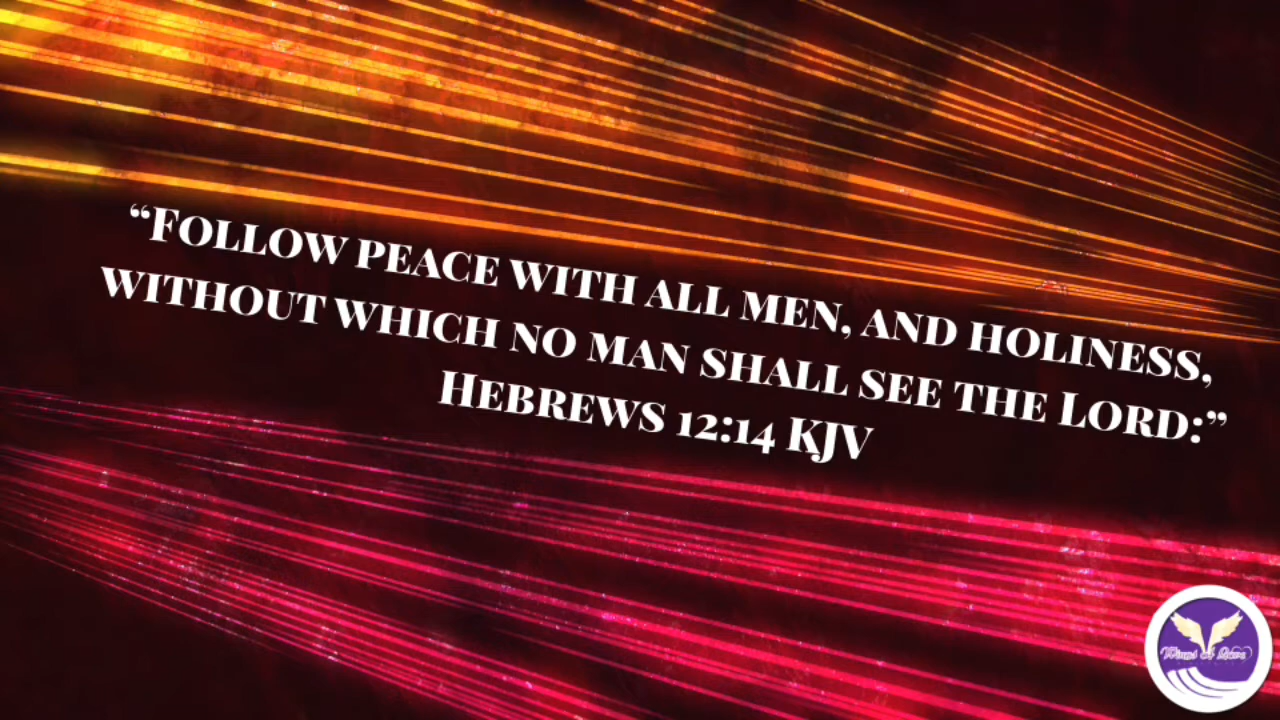 “Follow peace with all men, and holiness,
without which no man shall see the Lord:”
Hebrews 12:14 KJV